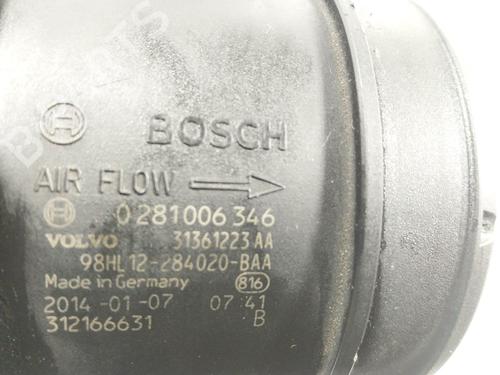 BOSCH
AIR FLOW
0 281 006 346
VOLVO 31361223 AA
98HL12-284020-BAA
Made in Germany 816
2014-01-07 07:41
312166631 B